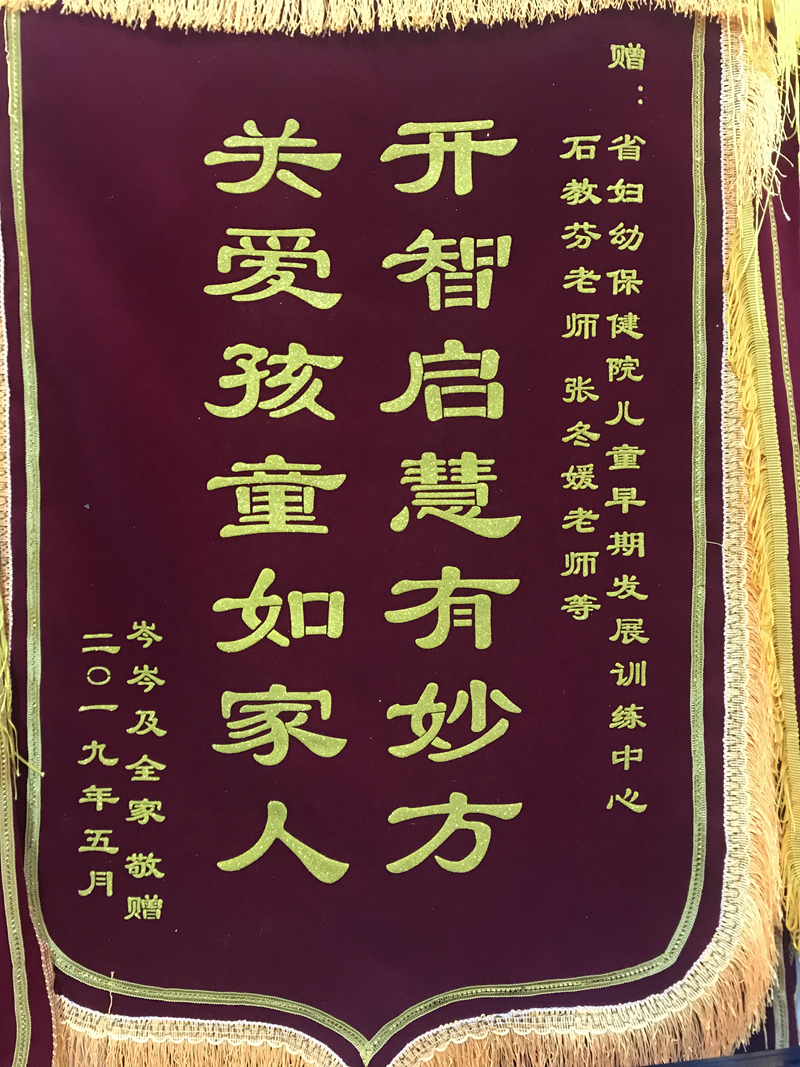 赠：省妇幼保健院儿童早期发展训练中心
石教芬老师 张冬媛老师等
开智启慧有妙方
关爱孩童如家人
岑岑及全家 敬赠
二〇一九年五月